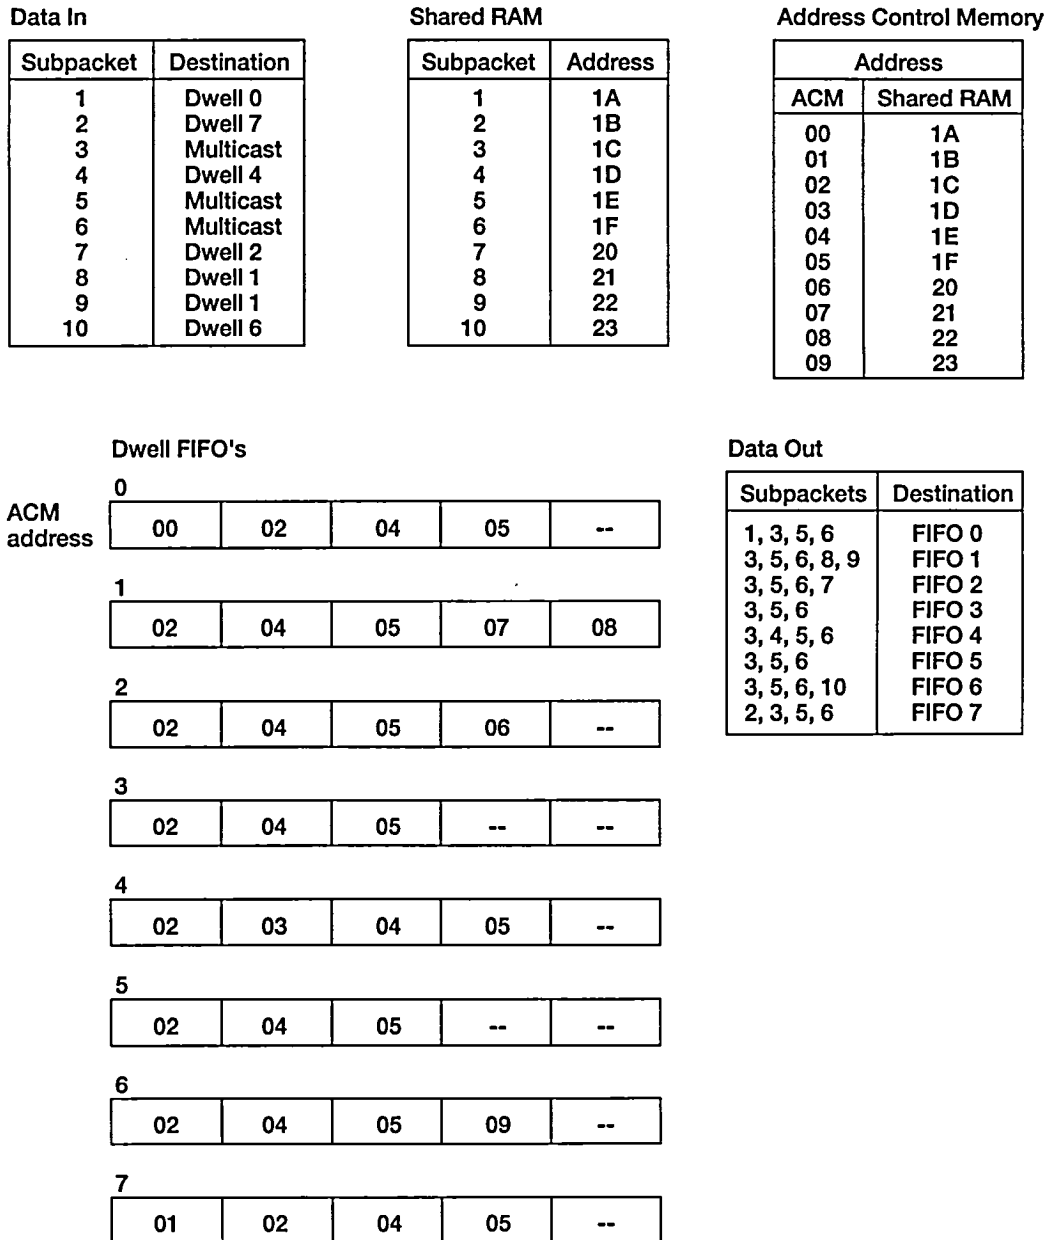 Data In
Subpacket Destination
1 Dwell 0
2 Dwell 7
3 Multicast
4 Dwell 4
5 Multicast
6 Multicast
7 Dwell 2
8 Dwell 1
9 Dwell 1
10 Dwell 6
Shared RAM
Subpacket Address
1 1A
2 1B
3 1C
4 1D
5 1E
6 1F
7 20
8 21
9 22
10 23
Address Control Memory
Address
ACM Shared RAM
00 1A
01 1B
02 1C
03 1D
04 1E
05 1F
06 20
07 21
08 22
09 23
Dwell FIFO's
ACM
address
0
00 02 04 05 --
1
02 04 05 07 08
2
02 04 05 06 --
3
02 04 05 -- --
4
02 03 04 05 --
5
02 04 05 -- --
6
02 04 05 09 --
7
01 02 04 05 --
Data Out
Subpackets Destination
1, 3, 5, 6 FIFO 0
3, 5, 6, 8, 9 FIFO 1
3, 5, 6, 7 FIFO 2
3, 5, 6 FIFO 3
3, 4, 5, 6 FIFO 4
3, 5, 6 FIFO 5
3, 5, 6, 10 FIFO 6
2, 3, 5, 6 FIFO 7